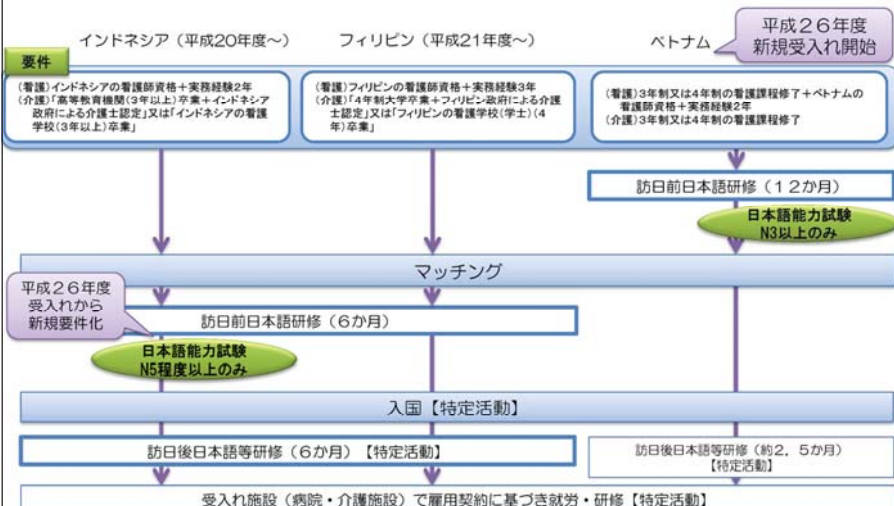 インドネシア（平成20年度～）
フィリピン（平成21年度～）
ベトナム
平成２６年度
新規受入れ開始
要件
（看護）インドネシアの看護師資格＋実務経験2年
（介護）「高等教育機関（3年以上）卒業＋インドネシア
政府による介護士認定」又は「インドネシアの看護
学校（3年以上）卒業」
（看護）フィリピンの看護師資格＋実務経験3年
（介護）「4年制大学卒業＋フィリピン政府による介護
士認定」又は「フィリピンの看護学校（学士）（4
年）卒業」
（看護）3年制又は4年制の看護課程修了＋ベトナムの
看護師資格＋実務経験2年
（介護）3年制又は4年制の看護課程修了
訪日前日本語研修（１２か月）
日本語能力試験
N3以上のみ
マッチング
平成２６年度
受入れから
新規要件化
訪日前日本語研修（６か月）
日本語能力試験
N5程度以上のみ
入国【特定活動】
訪日後日本語等研修（６か月）【特定活動】
訪日後日本語等研修（約２，５か月）
【特定活動】
受入れ施設（病院・介護施設）で雇用契約に基づき就労・研修【特定活動】